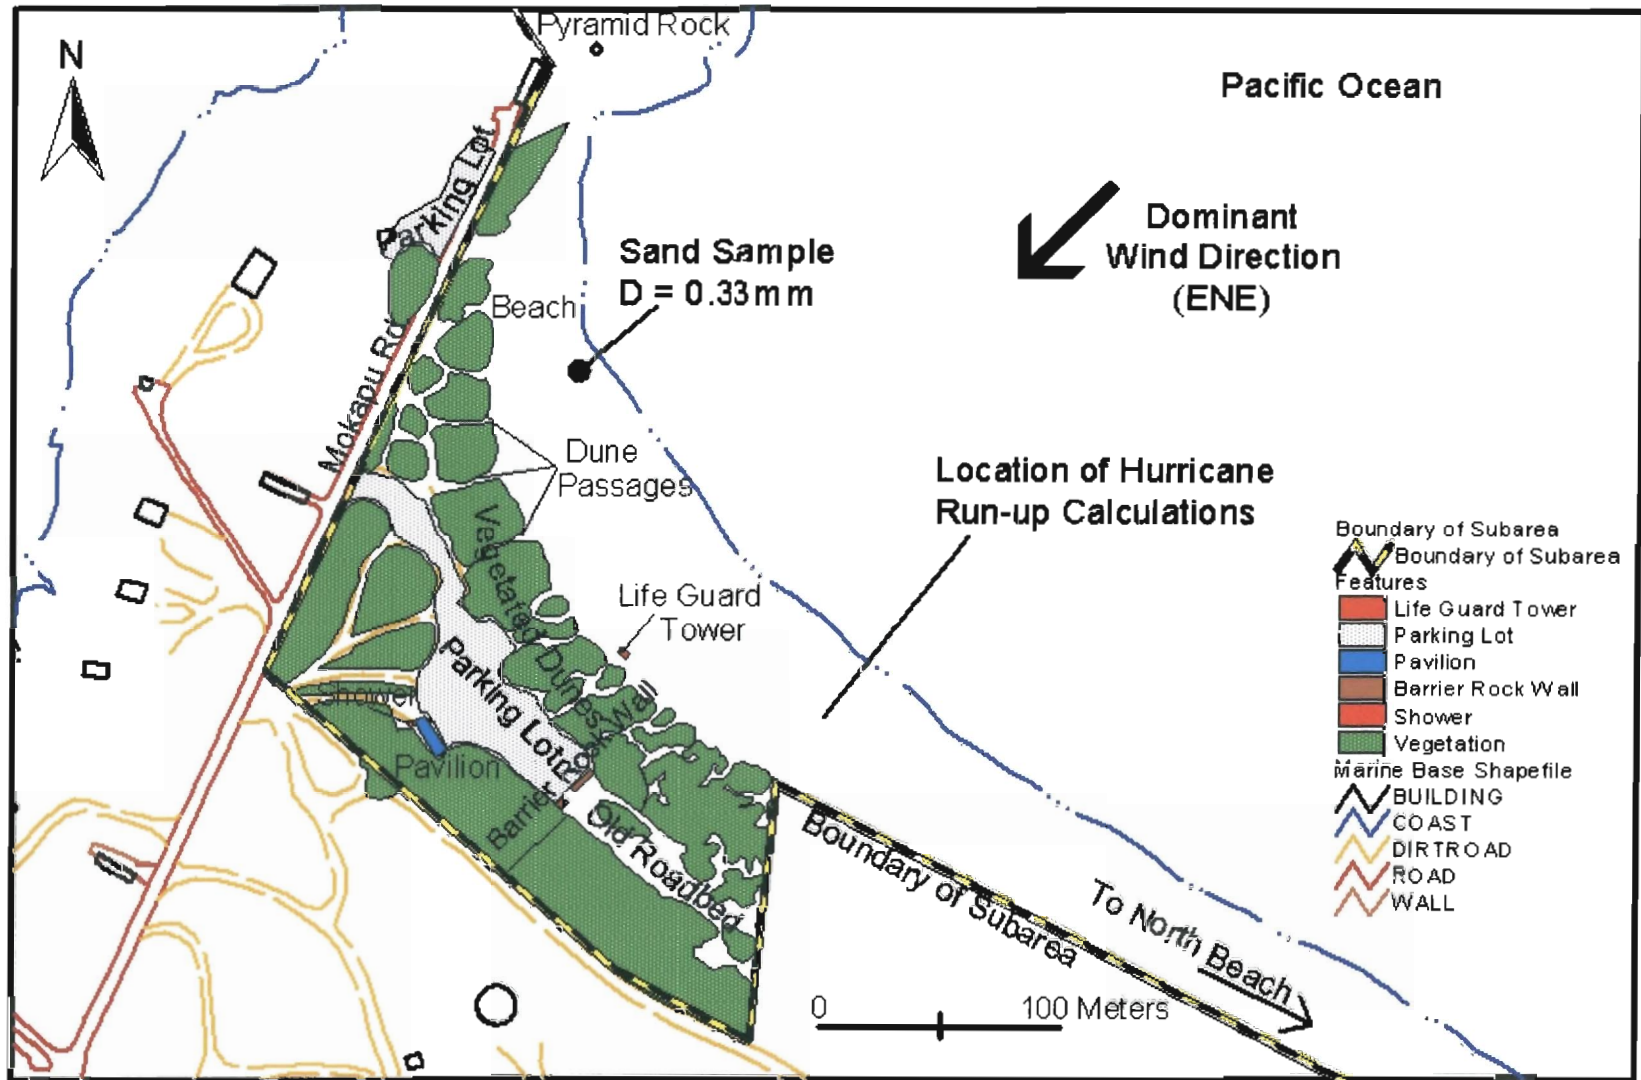 Pyramid Rock
N
Pacific Ocean
Parking Lot
Dominant
Wind Direction
(ENE)
Sand Sample
D = 0.33mm
Beach
Mokapu Rd
Dune
Passages
Location of Hurricane
Run-up Calculations
Vegetated Dunes
Life Guard
Tower
Parking Lot
Pavilion
Barrier Rock Wall
Old Roadbed
Boundary of Subarea
To North Beach
0 100 Meters
Boundary of Subarea
Boundary of Subarea
Features
Life Guard Tower
Parking Lot
Pavilion
Barrier Rock Wall
Shower
Vegetation
Marine Base Shapefile
BUILDING
COAST
DIRTROAD
ROAD
WALL